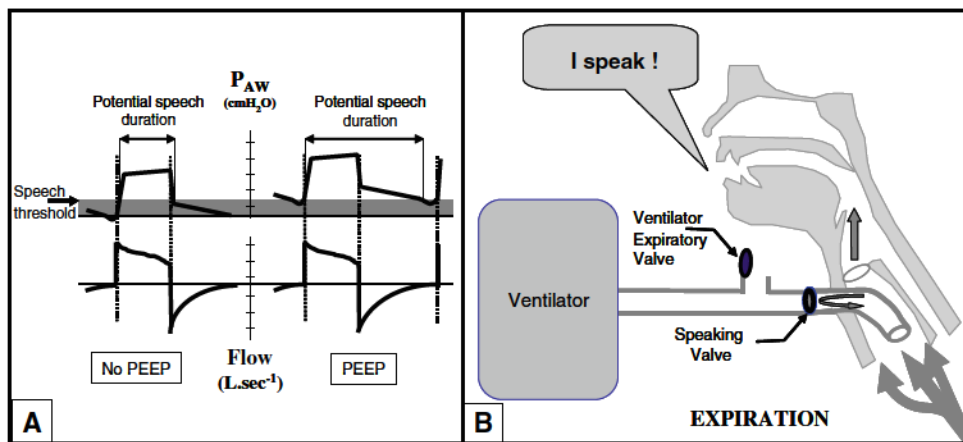 P_AW
(cmH₂O)
Potential speech
duration
Potential speech
duration
Speech
threshold
No PEEP
Flow
(L.sec⁻¹)
PEEP
A
I speak !
Ventilator
Ventilator
Expiratory
Valve
Speaking
Valve
EXPIRATION
B